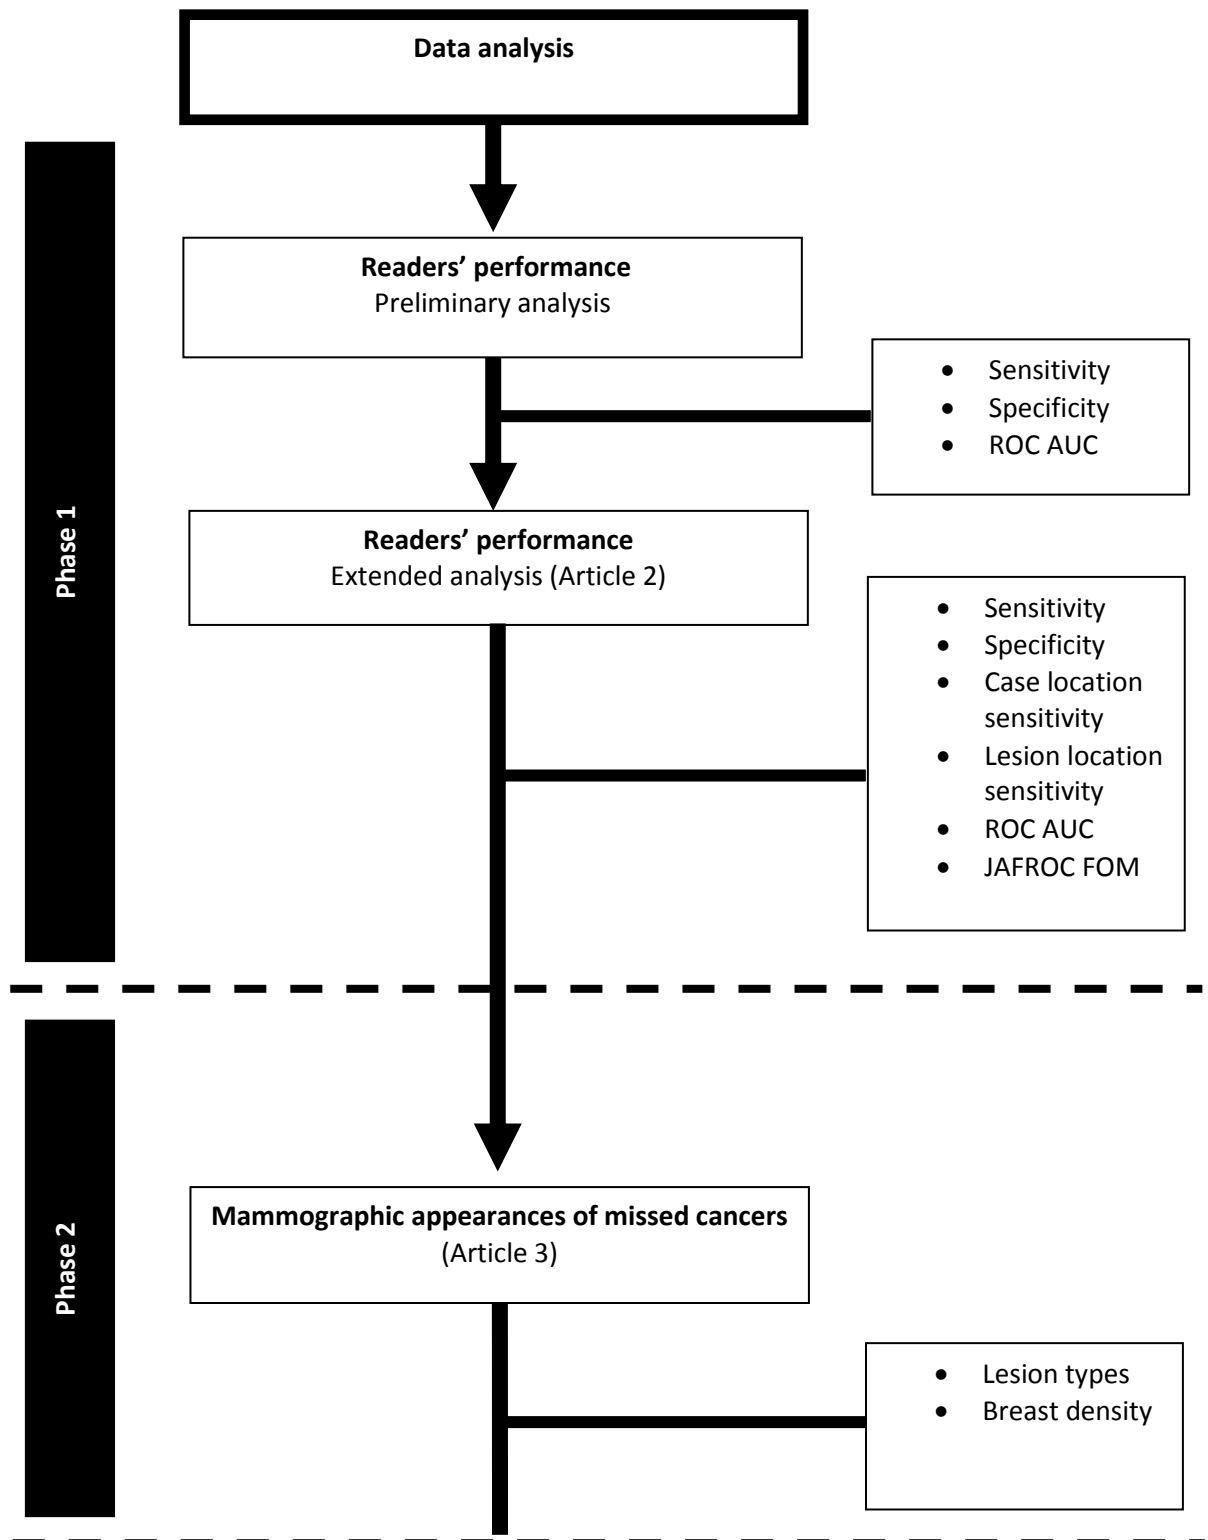 Data analysis
Phase 1
Readers’ performance
Preliminary analysis
• Sensitivity
• Specificity
• ROC AUC
Readers’ performance
Extended analysis (Article 2)
• Sensitivity
• Specificity
• Case location
sensitivity
• Lesion location
sensitivity
• ROC AUC
• JAFROC FOM
Phase 2
Mammographic appearances of missed cancers
(Article 3)
• Lesion types
• Breast density